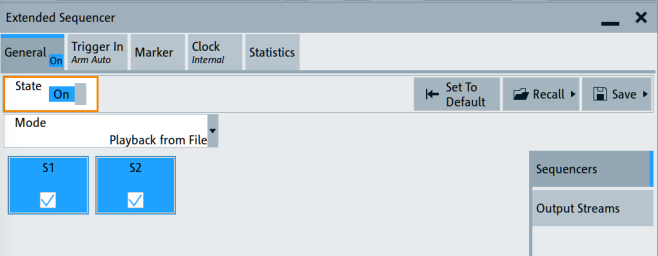 Extended Sequencer
General On
Trigger In
Arm Auto
Marker
Clock
Internal
Statistics
State
On
Set To
Default
Recall
Save
Mode
Playback from File
S1
S2
Sequencers
Output Streams